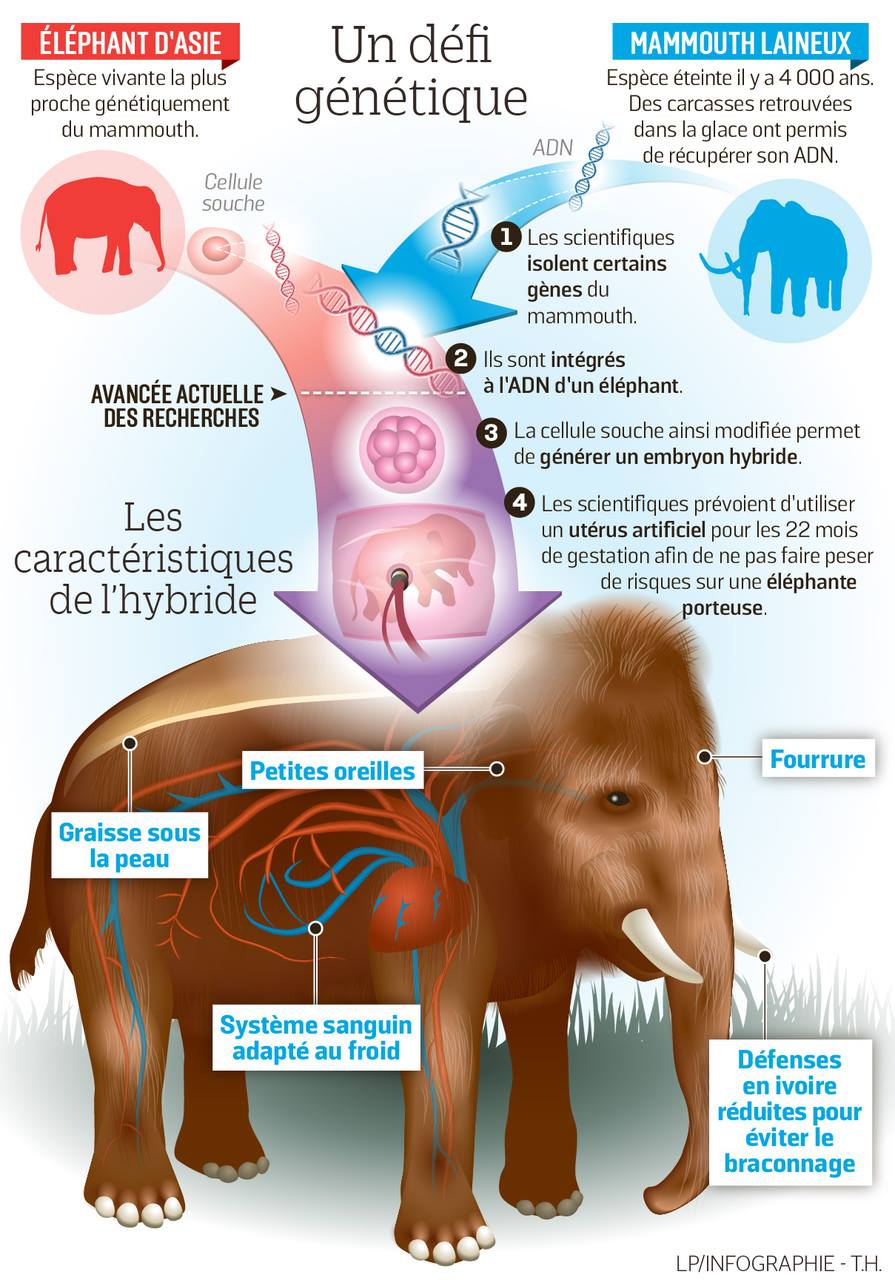 ÉLÉPHANT D'ASIE
Espèce vivante la plus
proche génétiquement
du mammouth.
Un défi
génétique
MAMMOUTH LAINEUX
Espèce éteinte il y a 4 000 ans.
Des carcasses retrouvées
dans la glace ont permis
de récupérer son ADN.
Cellule
souche
ADN
1 Les scientifiques
isolent certains
gènes du
mammouth.
2 Ils sont intégrés
à l'ADN d'un éléphant.
AVANCÉE ACTUELLE
DES RECHERCHES
3 La cellule souche ainsi modifiée permet
de générer un embryon hybride.
4 Les scientifiques prévoient d'utiliser
un utérus artificiel pour les 22 mois
de gestation afin de ne pas faire peser
de risques sur une éléphante
porteuse.
Les
caractéristiques
de l'hybride
Petites oreilles
Fourrure
Graisse sous
la peau
Système sanguin
adapté au froid
Défenses
en ivoire
réduites pour
éviter le
braconnage
LP/INFOGRAPHIE - T.H.